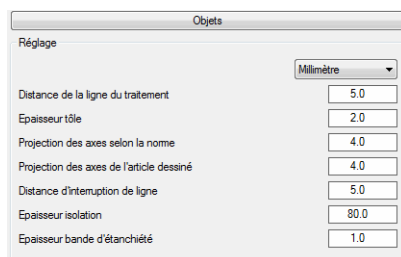 Objets
Réglage
Millimètre
Distance de la ligne du traitement 5.0
Epaisseur tôle 2.0
Projection des axes selon la norme 4.0
Projection des axes de l'article dessiné 4.0
Distance d'interruption de ligne 5.0
Epaisseur isolation 80.0
Epaisseur bande d'étanchiété 1.0